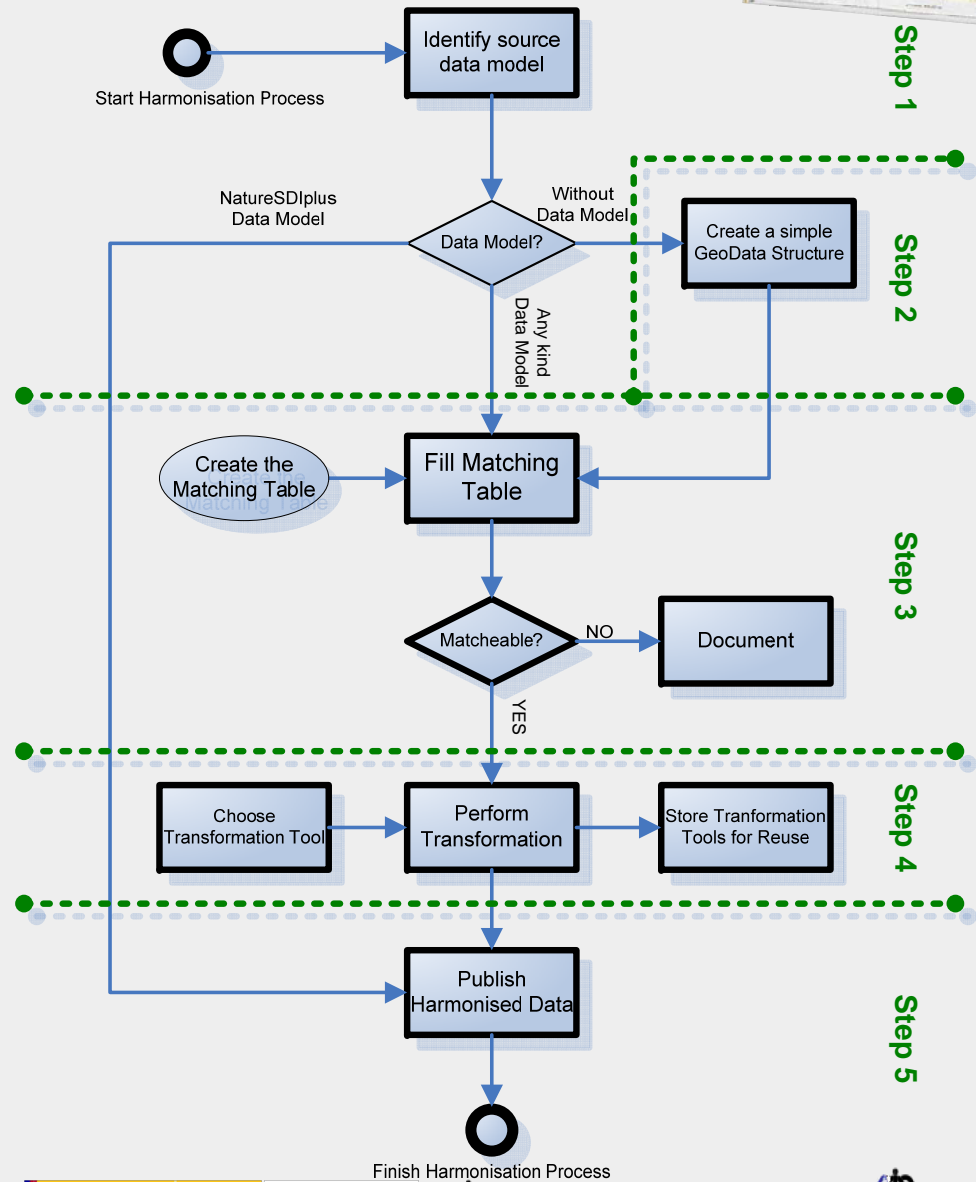 Identify source
data model
Start Harmonisation Process
Step 1
NatureSDIplus
Data Model
Without
Data Model
Data Model?
Create a simple
GeoData Structure
Step 2
Any kind
Data Model
Create the
Matching Table
Fill Matching
Table
Step 3
Matcheable?
NO
Document
YES
Choose
Transformation Tool
Perform
Transformation
Store Tranformation
Tools for Reuse
Step 4
Publish
Harmonised Data
Step 5
Finish Harmonisation Process